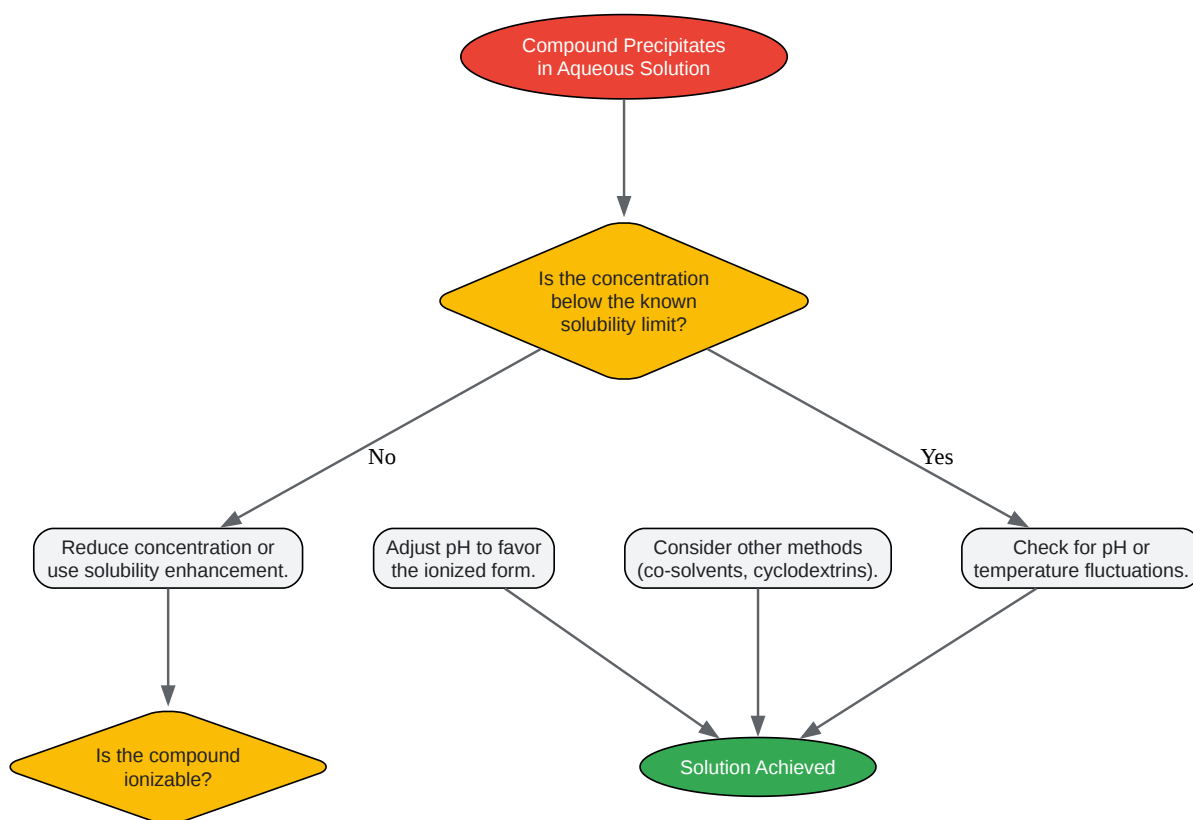 Compound Precipitates
in Aqueous Solution
Is the concentration
below the known
solubility limit?
No
Yes
Reduce concentration or
use solubility enhancement.
Adjust pH to favor
the ionized form.
Consider other methods
(co-solvents, cyclodextrins).
Check for pH or
temperature fluctuations.
Is the compound
ionizable?
Solution Achieved